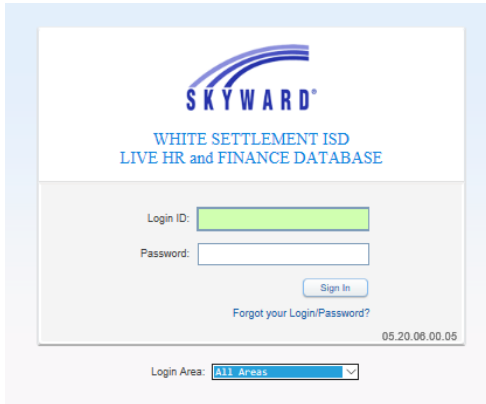 SKYWARD®
WHITE SETTLEMENT ISD
LIVE HR and FINANCE DATABASE
Login ID:
Password:
Sign In
Forgot your Login/Password?
05.20.06.00.05
Login Area: All Areas